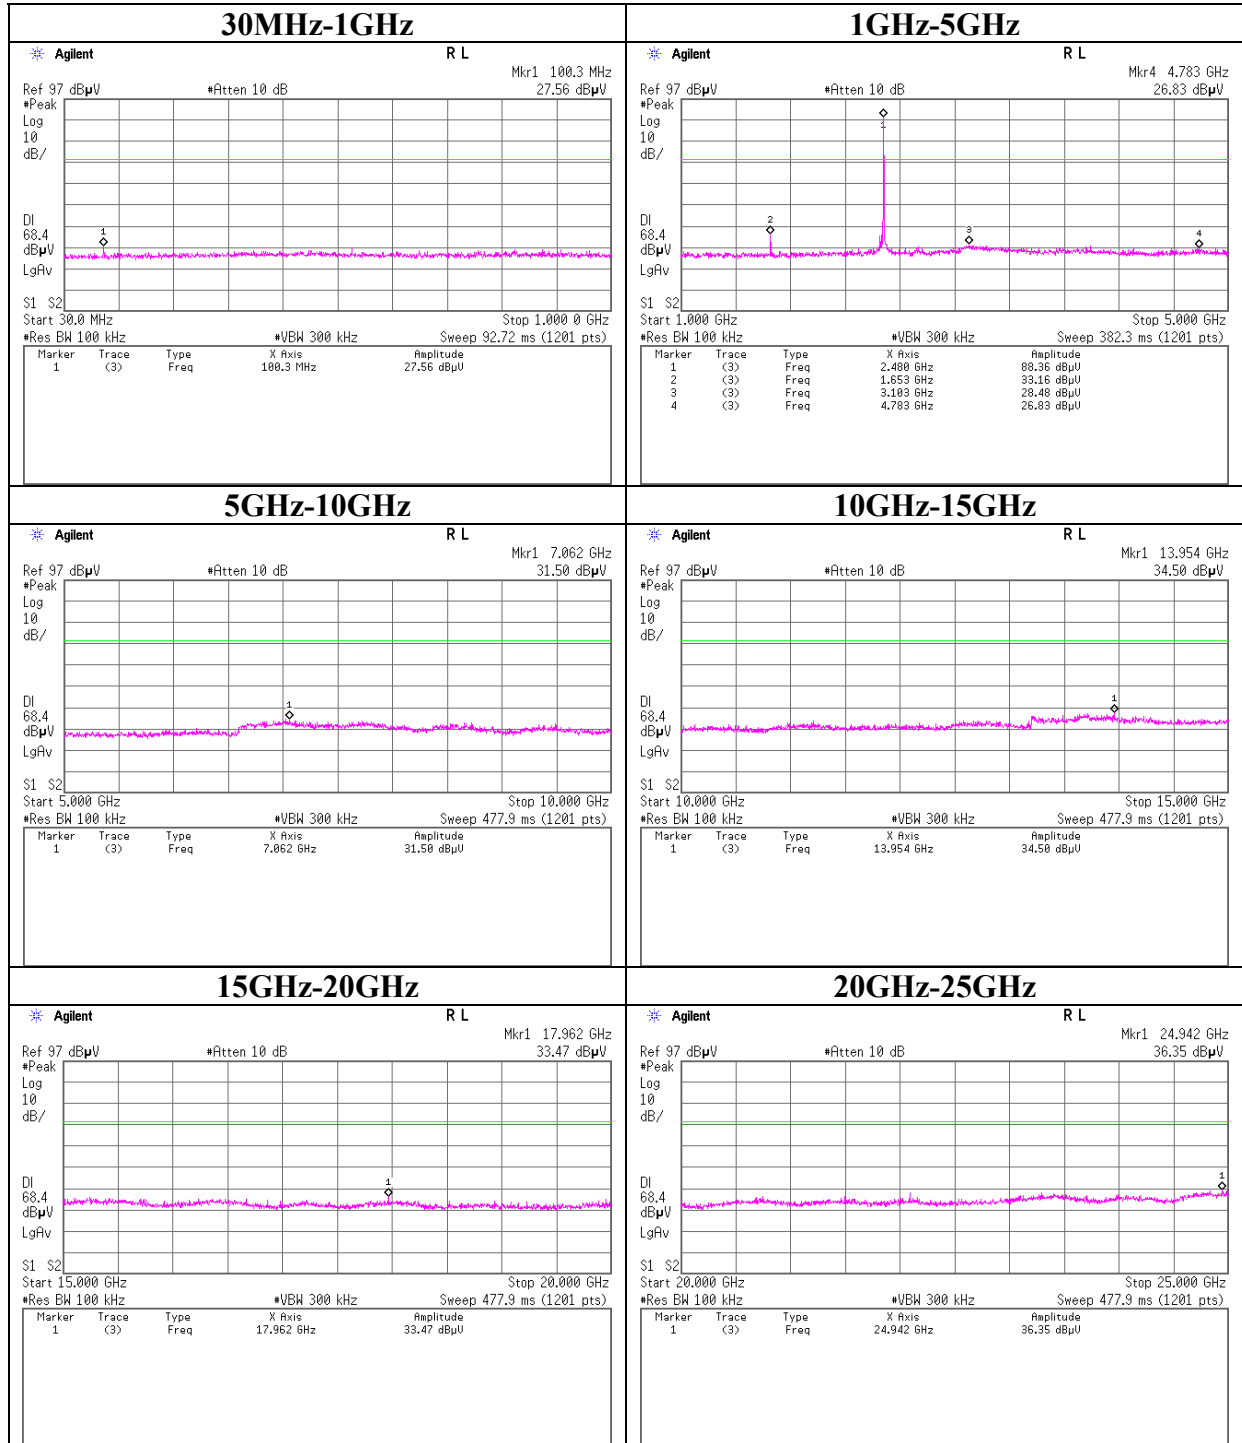 30MHz-1GHz
Agilent R L
Mkr1 100.3 MHz
Ref 97 dBµV #Atten 10 dB 27.56 dBµV
#Peak
Log
10
dB/
1
DI
68.4
dBµV
LgAv
S1 S2
Start 30.0 MHz Stop 1.000 0 GHz
#Res BW 100 kHz #VBW 300 kHz Sweep 92.72 ms (1201 pts)
Marker Trace Type X Axis Amplitude
1 (3) Freq 100.3 MHz 27.56 dBµV
1GHz-5GHz
Agilent R L
Mkr4 4.783 GHz
Ref 97 dBµV #Atten 10 dB 26.83 dBµV
#Peak
Log
10
dB/
1
2
3
4
DI
68.4
dBµV
LgAv
S1 S2
Start 1.000 GHz Stop 5.000 GHz
#Res BW 100 kHz #VBW 300 kHz Sweep 382.3 ms (1201 pts)
Marker Trace Type X Axis Amplitude
1 (3) Freq 2.480 GHz 88.36 dBµV
2 (3) Freq 1.653 GHz 33.16 dBµV
3 (3) Freq 3.103 GHz 28.48 dBµV
4 (3) Freq 4.783 GHz 26.83 dBµV
5GHz-10GHz
Agilent R L
Mkr1 7.062 GHz
Ref 97 dBµV #Atten 10 dB 31.50 dBµV
#Peak
Log
10
dB/
1
DI
68.4
dBµV
LgAv
S1 S2
Start 5.000 GHz Stop 10.000 GHz
#Res BW 100 kHz #VBW 300 kHz Sweep 477.9 ms (1201 pts)
Marker Trace Type X Axis Amplitude
1 (3) Freq 7.062 GHz 31.50 dBµV
10GHz-15GHz
Agilent R L
Mkr1 13.954 GHz
Ref 97 dBµV #Atten 10 dB 34.50 dBµV
#Peak
Log
10
dB/
1
DI
68.4
dBµV
LgAv
S1 S2
Start 10.000 GHz Stop 15.000 GHz
#Res BW 100 kHz #VBW 300 kHz Sweep 477.9 ms (1201 pts)
Marker Trace Type X Axis Amplitude
1 (3) Freq 13.954 GHz 34.50 dBµV
15GHz-20GHz
Agilent R L
Mkr1 17.962 GHz
Ref 97 dBµV #Atten 10 dB 33.47 dBµV
#Peak
Log
10
dB/
1
DI
68.4
dBµV
LgAv
S1 S2
Start 15.000 GHz Stop 20.000 GHz
#Res BW 100 kHz #VBW 300 kHz Sweep 477.9 ms (1201 pts)
Marker Trace Type X Axis Amplitude
1 (3) Freq 17.962 GHz 33.47 dBµV
20GHz-25GHz
Agilent R L
Mkr1 24.942 GHz
Ref 97 dBµV #Atten 10 dB 36.35 dBµV
#Peak
Log
10
dB/
1
DI
68.4
dBµV
LgAv
S1 S2
Start 20.000 GHz Stop 25.000 GHz
#Res BW 100 kHz #VBW 300 kHz Sweep 477.9 ms (1201 pts)
Marker Trace Type X Axis Amplitude
1 (3) Freq 24.942 GHz 36.35 dBµV